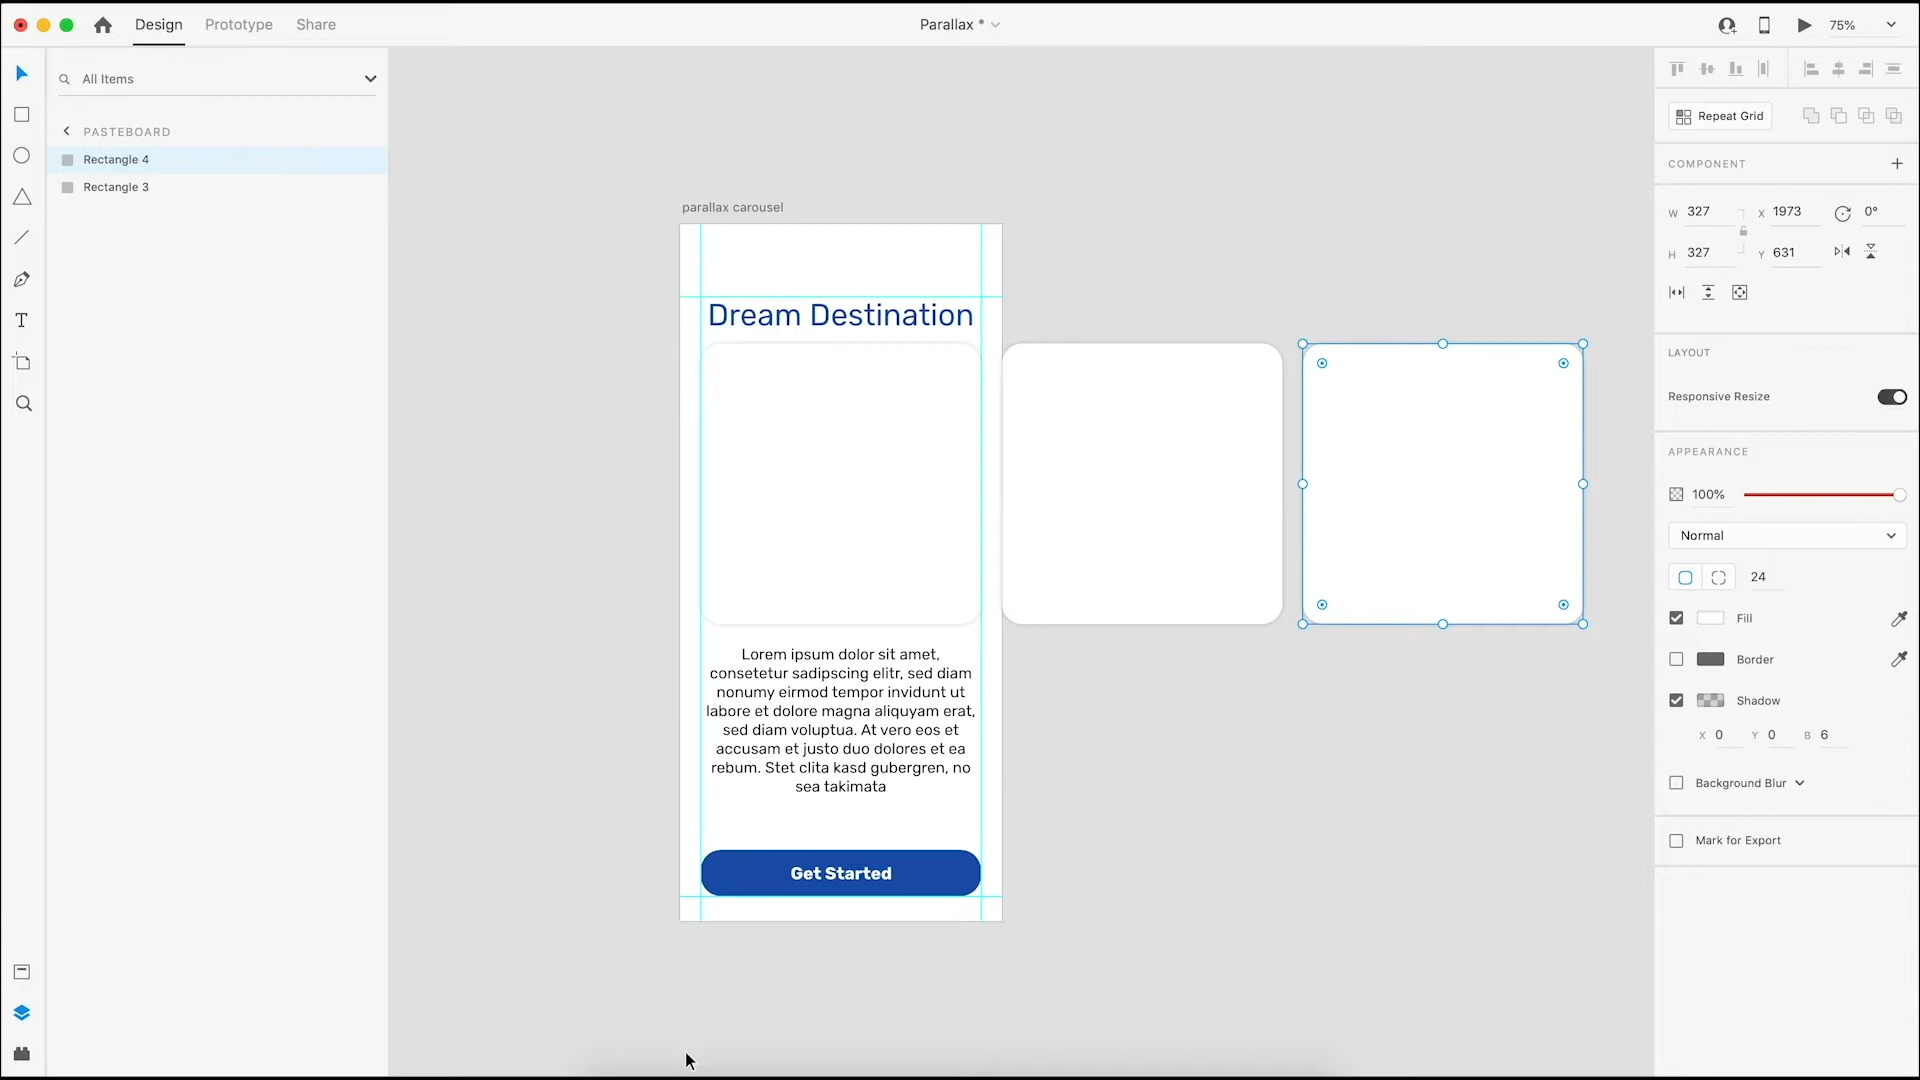 Design
Prototype
Share
Parallax *
75%
All Items
PASTEBOARD
Rectangle 4
Rectangle 3
parallax carousel
Dream Destination
Lorem ipsum dolor sit amet,
consetetur sadipscing elitr, sed diam
nonumy eirmod tempor invidunt ut
labore et dolore magna aliquyam erat,
sed diam voluptua. At vero eos et
accusam et justo duo dolores et ea
rebum. Stet clita kasd gubergren, no
sea takimata
Get Started
Repeat Grid
COMPONENT
W 327 X 1973 0°
H 327 Y 631
LAYOUT
Responsive Resize
APPEARANCE
100%
Normal
24
Fill
Border
Shadow
X 0 Y 0 B 6
Background Blur
Mark for Export